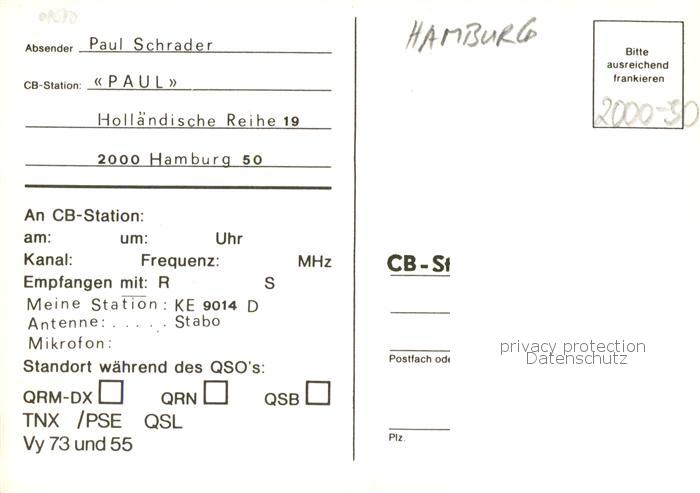 Absender Paul Schrader
CB-Station: «PAUL»
Holländische Reihe 19
2000 Hamburg 50
An CB-Station:
am: um: Uhr
Kanal: Frequenz: MHz
Empfangen mit: R S
Meine Station: KE 9014 D
Antenne: . . . . . Stabo
Mikrofon:
Standort während des QSO's:
QRM-DX QRN QSB
TNX /PSE QSL
Vy 73 und 55
HAMBURG
Bitte
ausreichend
frankieren
2000-50
CB-St
privacy protection
Datenschutz
Postfach ode
Plz.